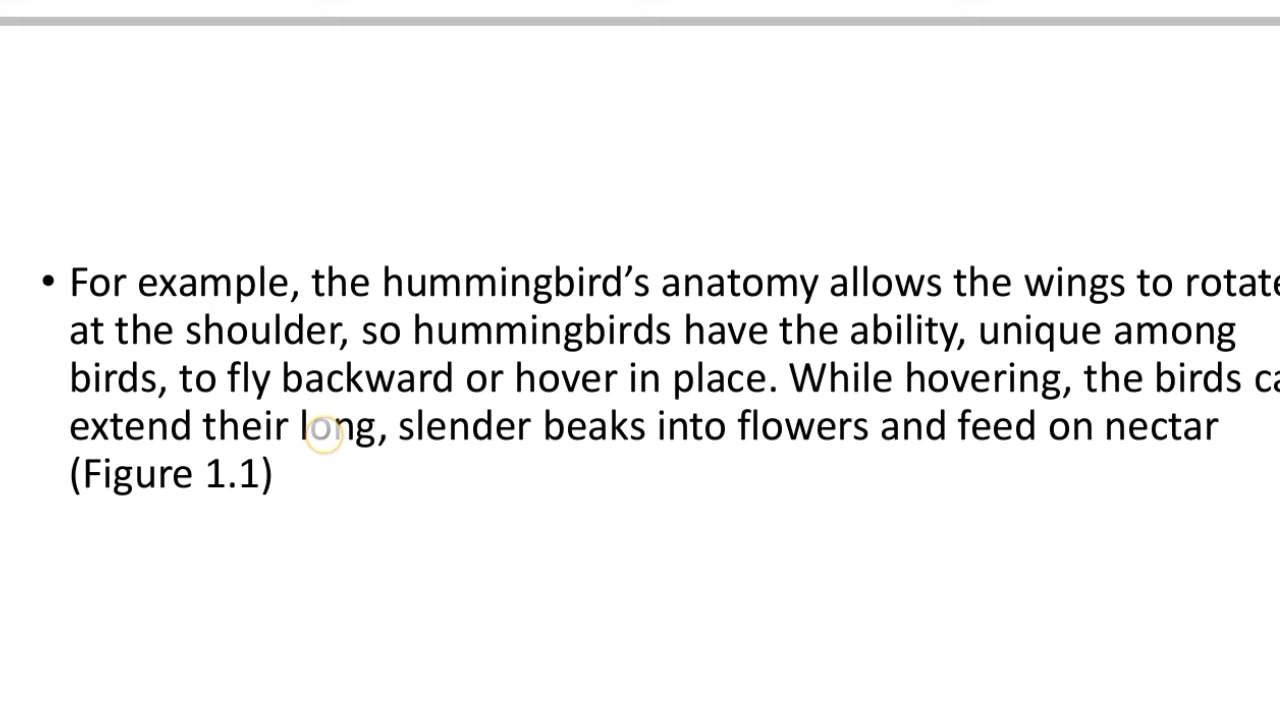 • For example, the hummingbird’s anatomy allows the wings to rotate
at the shoulder, so hummingbirds have the ability, unique among
birds, to fly backward or hover in place. While hovering, the birds
extend their long, slender beaks into flowers and feed on nectar
(Figure 1.1)